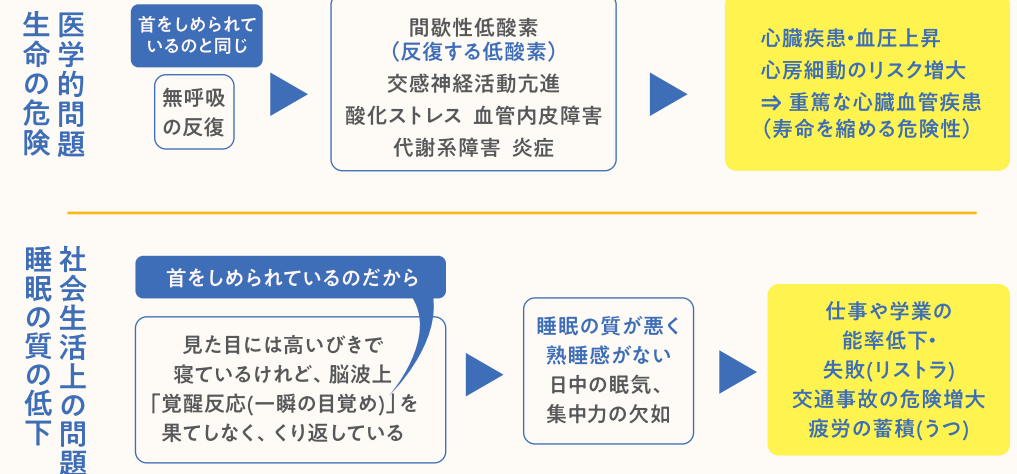 医学的問題
生命の危険
首をしめられて
いるのと同じ
無呼吸
の反復
間歇性低酸素
（反復する低酸素）
交感神経活動亢進
酸化ストレス 血管内皮障害
代謝系障害 炎症
心臓疾患・血圧上昇
心房細動のリスク増大
⇒ 重篤な心臓血管疾患
（寿命を縮める危険性）
社会生活上の問題
睡眠の質の低下
首をしめられているのだから
見た目には高いびきで
寝ているけれど、脳波上
「覚醒反応(一瞬の目覚め)」を
果てしなく、くり返している
睡眠の質が悪く
熟睡感がない
日中の眠気、
集中力の欠如
仕事や学業の
能率低下・
失敗(リストラ)
交通事故の危険増大
疲労の蓄積(うつ)